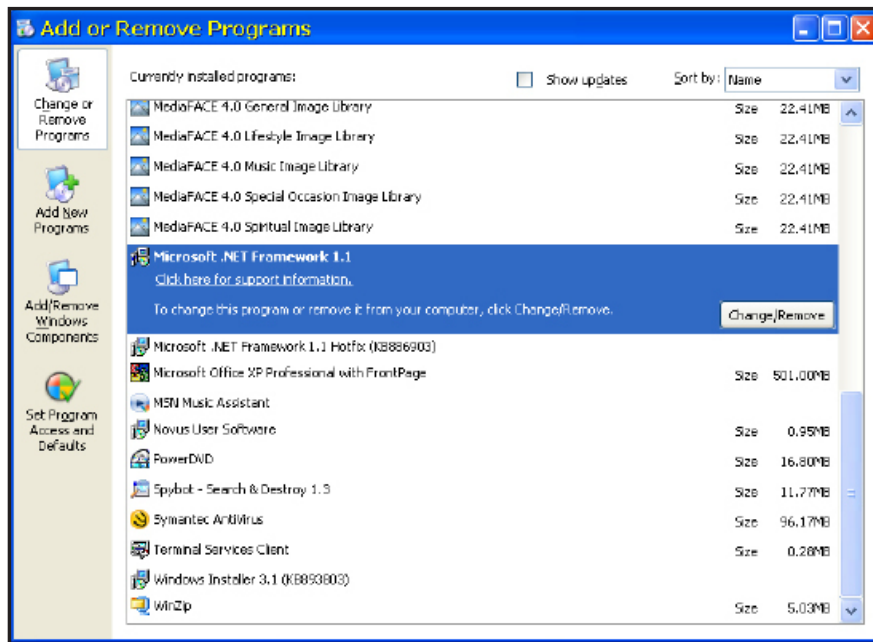 Add or Remove Programs
Change or
Remove
Programs
Add New
Programs
Add/Remove
Windows
Components
Set Program
Access and
Defaults
Currently installed programs: Show updates Sort by: Name
MediaFACE 4.0 General Image Library Size 22.41MB
MediaFACE 4.0 Lifestyle Image Library Size 22.41MB
MediaFACE 4.0 Music Image Library Size 22.41MB
MediaFACE 4.0 Special Occasion Image Library Size 22.41MB
MediaFACE 4.0 Spiritual Image Library Size 22.41MB
Microsoft .NET Framework 1.1
Click here for support information.
To change this program or remove it from your computer, click Change/Remove. Change/Remove
Microsoft .NET Framework 1.1 Hotfix (KB886903)
Microsoft Office XP Professional with FrontPage Size 501.00MB
MSN Music Assistant
Novus User Software Size 0.95MB
PowerDVD Size 16.80MB
Spybot - Search & Destroy 1.3 Size 11.77MB
Symantec AntiVirus Size 96.17MB
Terminal Services Client Size 0.28MB
Windows Installer 3.1 (KB893803)
WinZip Size 5.03MB